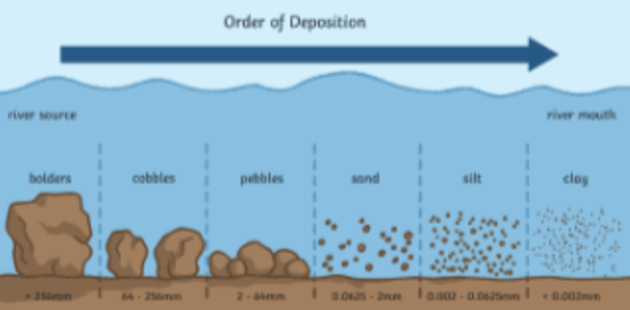 Order of Deposition
river source river mouth
bolders cobbles pebbles sand silt clay
> 256mm 64 - 256mm 2 - 64mm 0.0625 - 2mm 0.002 - 0.0625mm < 0.002mm